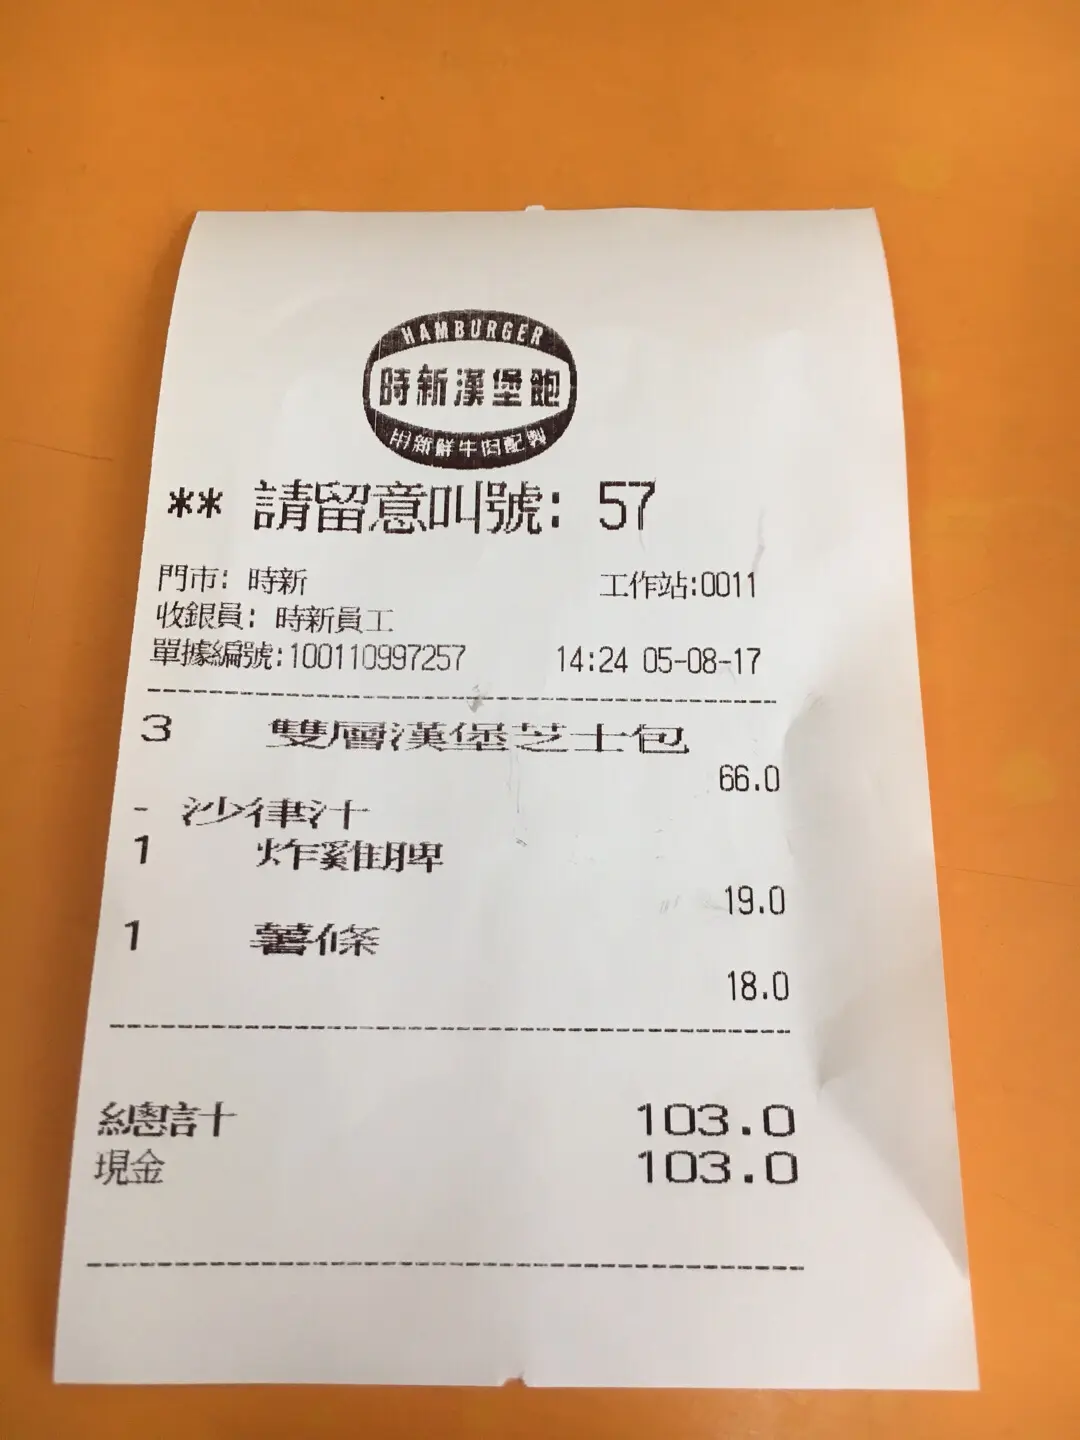 HAMBURGER
時新漢堡飽
用新鮮牛肉配製
** 請留意叫號: 57
門市: 時新 工作站:0011
收銀員: 時新員工
單據編號:100110997257 14:24 05-08-17
3 雙層漢堡芝士包
66.0
- 沙律汁
1 炸雞脾
19.0
1 薯條
18.0
總計 103.0
現金 103.0